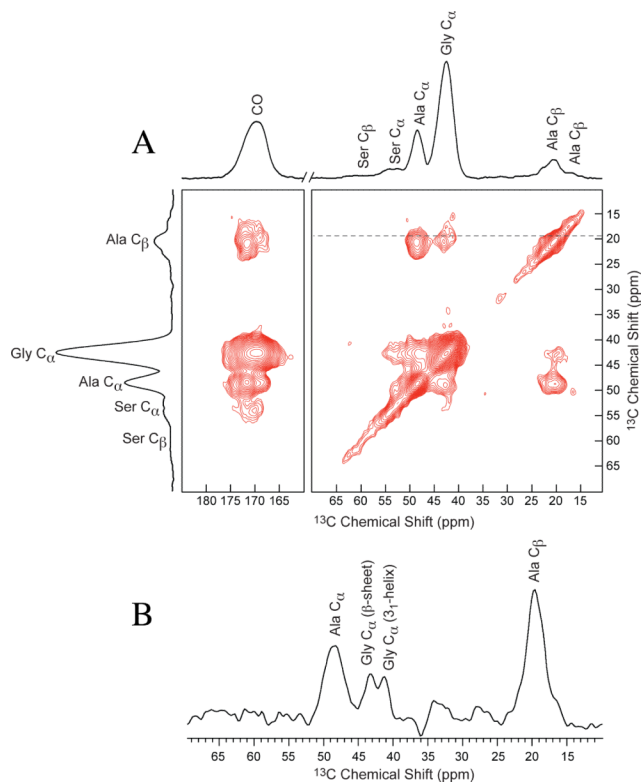 A
CO
Ser Cβ
Ser Cα
Ala Cα
Gly Cα
Ala Cβ
Ala Cβ
Ala Cβ
Gly Cα
Ala Cα
Ser Cα
Ser Cβ
15
20
25
30
35
40
45
50
55
60
65
13C Chemical Shift (ppm)
180 175 170 165
65 60 55 50 45 40 35 30 25 20 15
13C Chemical Shift (ppm)
13C Chemical Shift (ppm)
B
Ala Cα
Gly Cα (β-sheet)
Gly Cα (31-helix)
Ala Cβ
65 60 55 50 45 40 35 30 25 20 15
13C Chemical Shift (ppm)